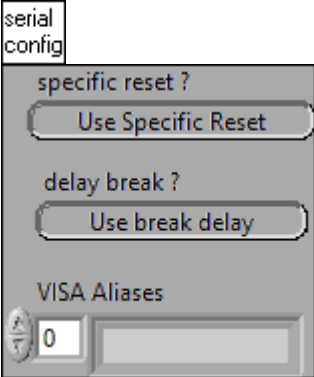 serial
config
specific reset ?
Use Specific Reset
delay break ?
Use break delay
VISA Aliases
0